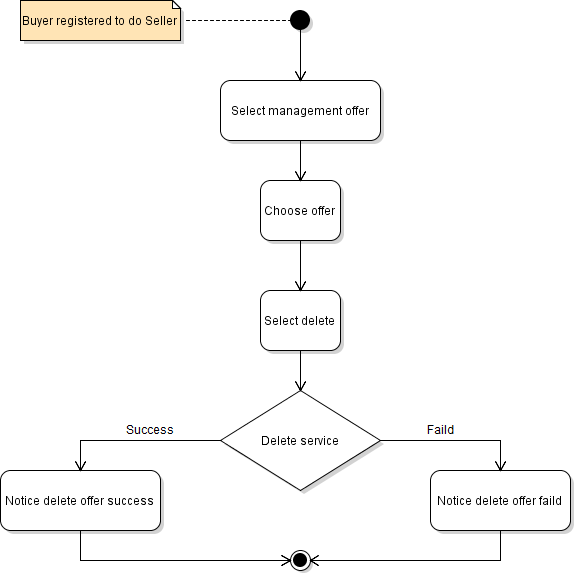 Buyer registered to do Seller
Select management offer
Choose offer
Select delete
Delete service
Success
Faild
Notice delete offer success
Notice delete offer faild